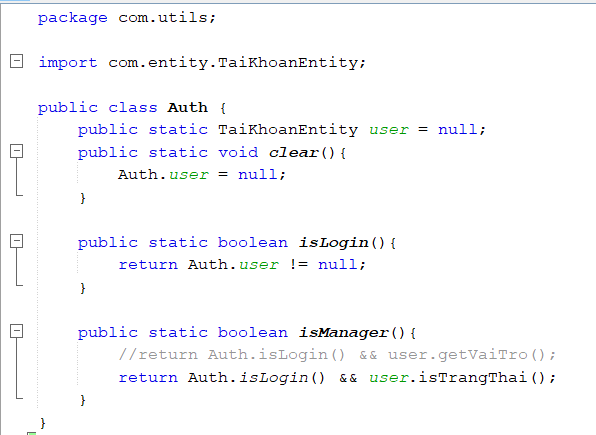 package com.utils;
import com.entity.TaiKhoanEntity;
public class Auth {
public static TaiKhoanEntity user = null;
public static void clear(){
Auth.user = null;
}
public static boolean isLogin(){
return Auth.user != null;
}
public static boolean isManager(){
//return Auth.isLogin() && user.getVaiTro();
return Auth.isLogin() && user.isTrangThai();
}
}